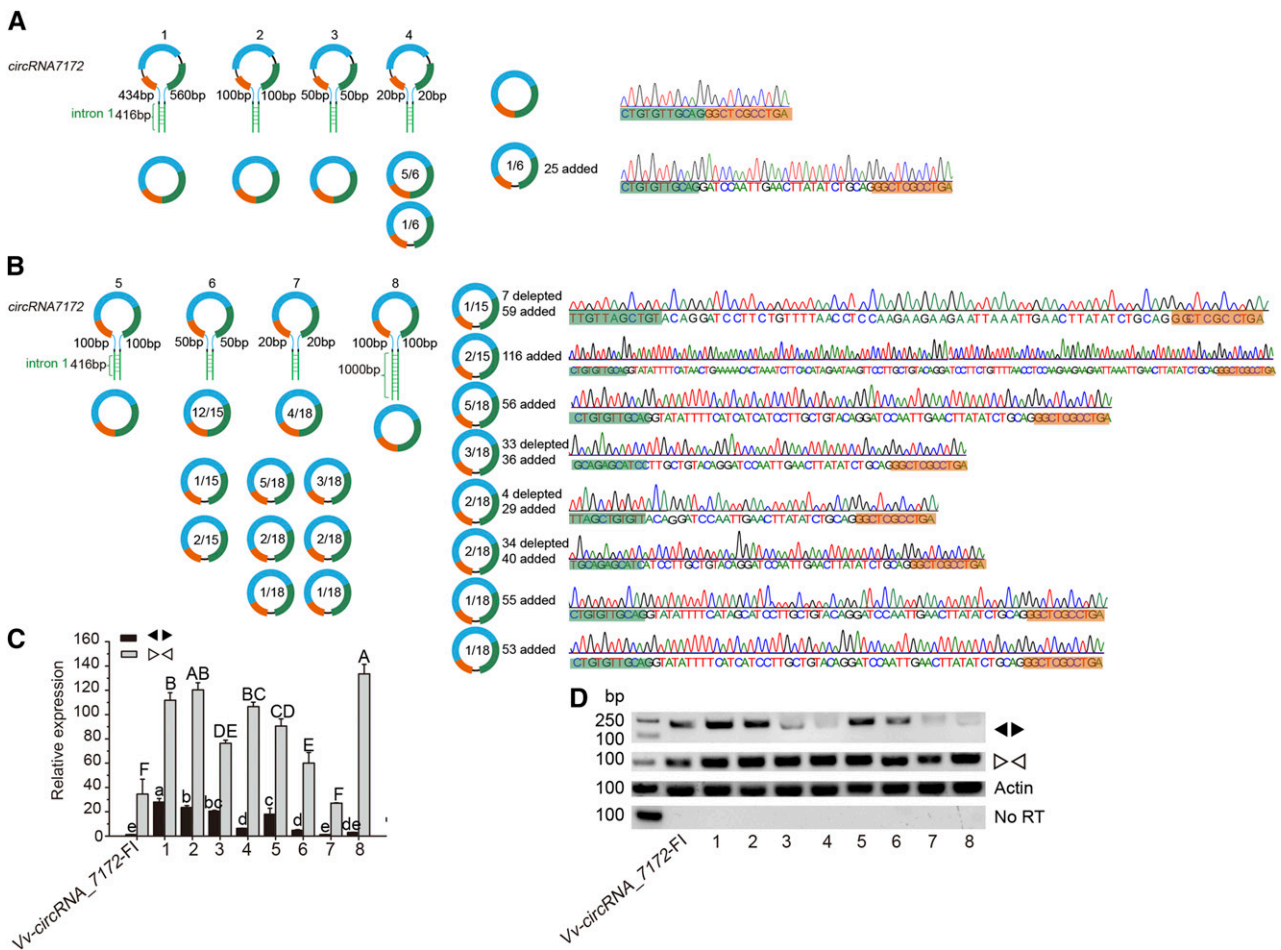 A
1 2 3 4
circRNA7172
434bp 560bp 100bp 100bp 50bp 50bp 20bp 20bp
intron 1 416bp
5/6
1/6
1/6 25 added
CTGTGTTGCAGGGCTCGCCTGA
CTGTGTTGCAGGATCCAATTGAACTTATATCTGCAGGGCTCGCCTGA
B
5 6 7 8
circRNA7172
100bp 100bp 50bp 50bp 20bp 20bp 100bp 100bp
intron 1 416bp
1000bp
12/15 4/18
1/15 5/18 3/18
2/15 2/18 2/18
1/18 1/18
1/15 7 delepted
59 added
TTGTTAGCTGTACAGGATCCTTCTGTTTTAACCTCCAAGAAGAAGAATTAAATTGAACTTATATCTGCAGGGCTCGCCTGA
2/15 116 added
5/18 56 added
CTGTGTTGCAGGTATATTTTCATCATCATCCTTGCTGTACAGGATCCAATTGAACTTATATCTGCAGGGCTCGCCTGA
3/18 33 delepted
36 added
GCAGAGCATCCTTGCTGTACAGGATCCAATTGAACTTATATCTGCAGGGCTCGCCTGA
2/18 4 delepted
29 added
TTAGCTGTGTTACAGGATCCAATTGAACTTATATCTGCAGGGCTCGCCTGA
2/18 34 delepted
40 added
TGCAGAGCATCATCCTTGCTGTACAGGATCCAATTGAACTTATATCTGCAGGGCTCGCCTGA
1/18 55 added
CTGTGTTGCAGGTATATTTTCATAGCATCCTTGCTGTACAGGATCCAATTGAACTTATATCTGCAGGGCTCGCCTGA
1/18 53 added
CTGTGTTGCAGGTATATTTTCATCATCCTTGCTGTACAGGATCCAATTGAACTTATATCTGCAGGGCTCGCCTGA
C
Relative expression
160
140
120
100
80
60
40
20
0
F B AB DE BC CD E F A
e a b bc d c d e de
Vv-circRNA_7172-FI 1 2 3 4 5 6 7 8
D
bp
250
100
100
100 Actin
100 No RT
Vv-circRNA_7172-FI 1 2 3 4 5 6 7 8